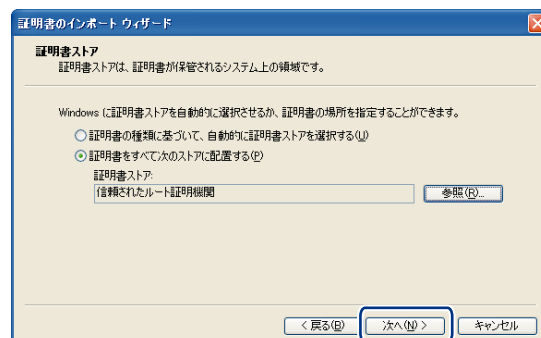 証明書のインポート ウィザード
証明書ストア
証明書ストアは、証明書が保管されるシステム上の領域です。
Windows に証明書ストアを自動的に選択させるか、証明書の場所を指定することができます。
証明書の種類に基づいて、自動的に証明書ストアを選択する(U)
証明書をすべて次のストアに配置する(P)
証明書ストア:
信頼されたルート証明機関
参照(R)...
< 戻る(B)
次へ(N) >
キャンセル